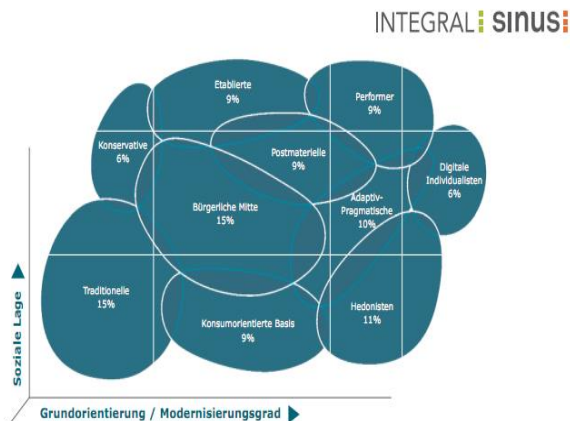 INTEGRAL SINUS
Etablierte
9%
Performer
9%
Konservative
6%
Postmaterielle
9%
Digitale
Individualisten
6%
Bürgerliche Mitte
15%
Adaptiv-
Pragmatische
10%
Traditionelle
15%
Konsumorientierte Basis
9%
Hedonisten
11%
Soziale Lage
Grundorientierung / Modernisierungsgrad